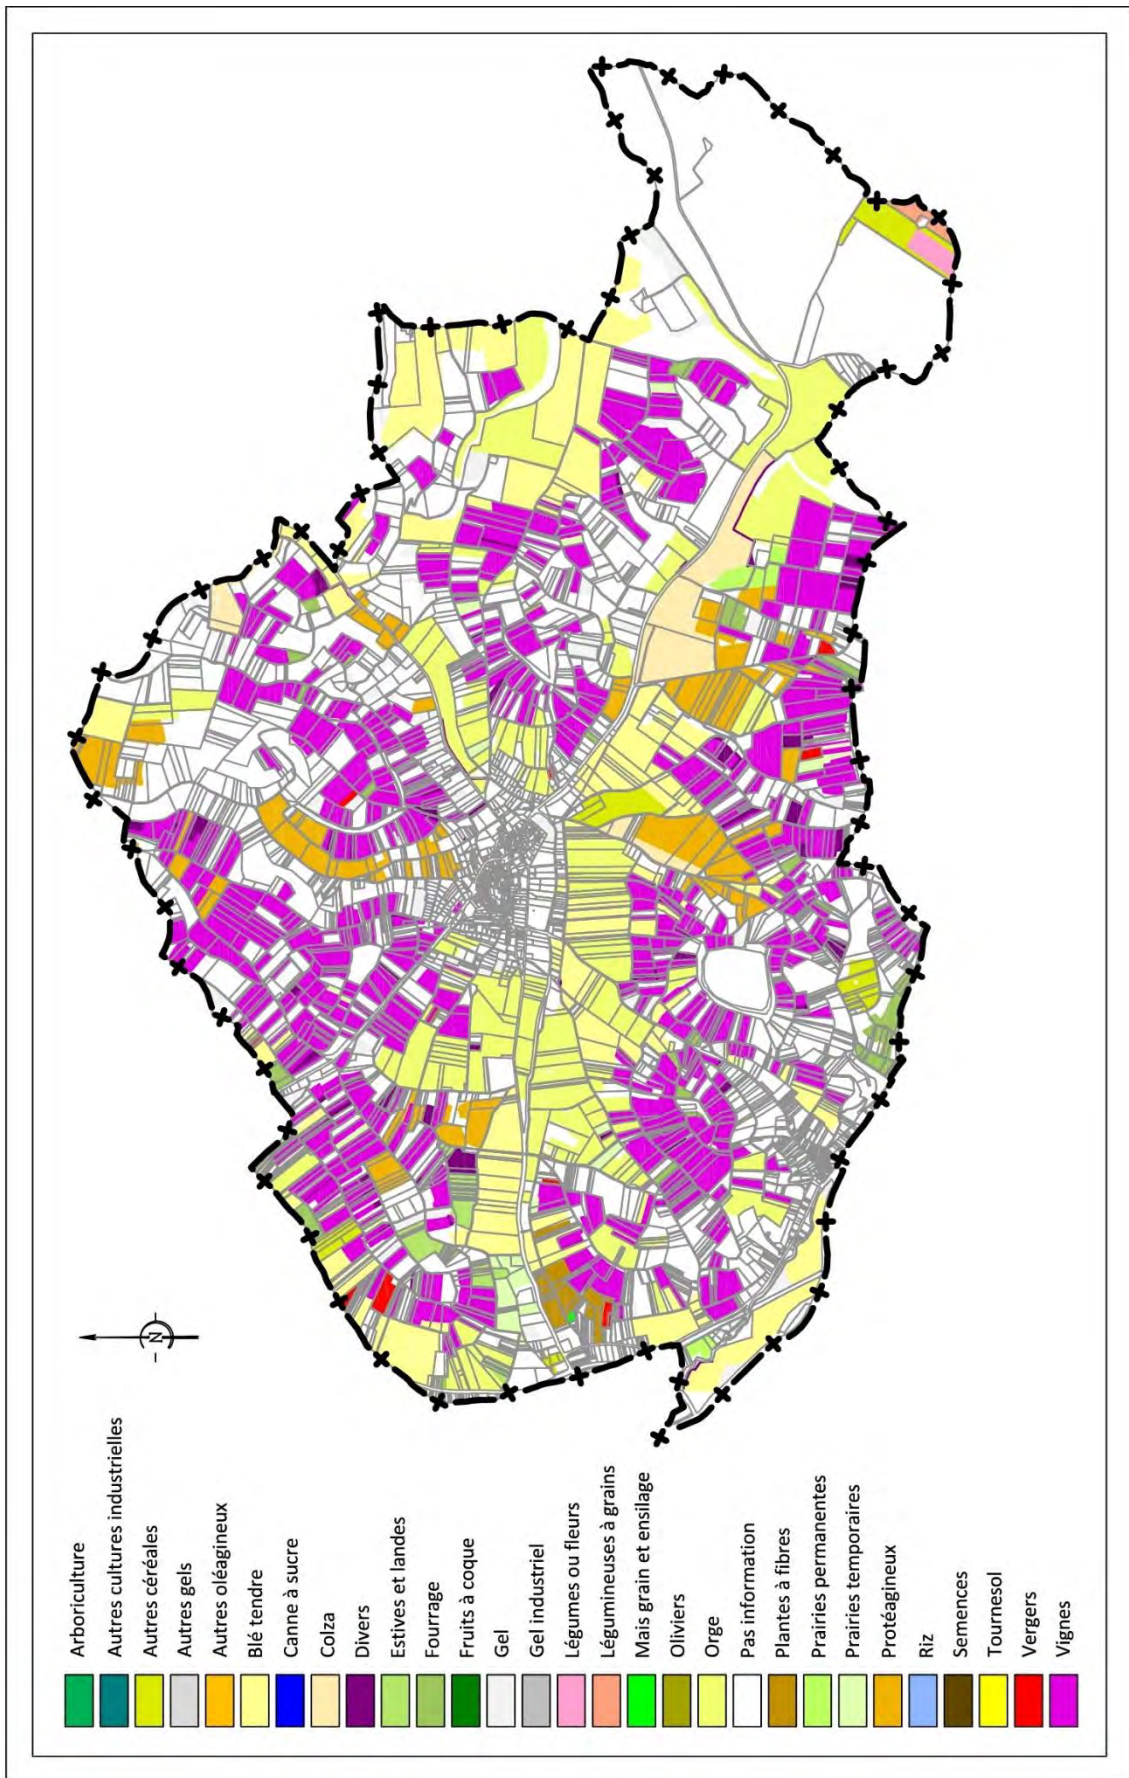 N
Arboriculture
Autres cultures industrielles
Autres céréales
Autres gels
Autres oléagineux
Blé tendre
Canne à sucre
Colza
Divers
Estives et landes
Fourrage
Fruits à coque
Gel
Gel industriel
Légumes ou fleurs
Légumineuses à grains
Mais grain et ensilage
Oliviers
Orge
Pas information
Plantes à fibres
Prairies permanentes
Prairies temporaires
Protéagineux
Riz
Semences
Tournesol
Vergers
Vignes